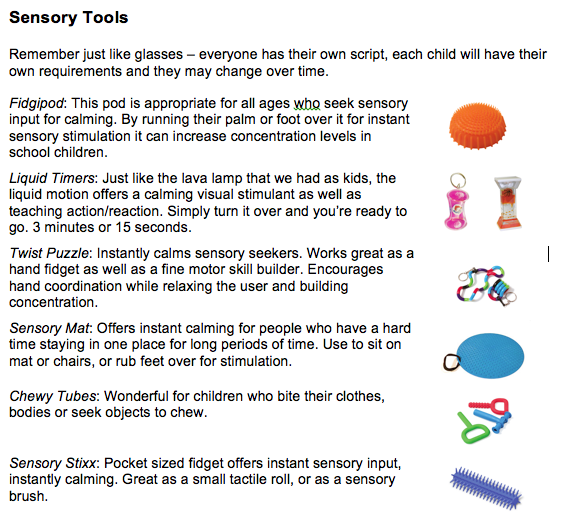 Sensory Tools
Remember just like glasses – everyone has their own script, each child will have their
own requirements and they may change over time.
Fidgipod: This pod is appropriate for all ages who seek sensory
input for calming. By running their palm or foot over it for instant
sensory stimulation it can increase concentration levels in
school children.
Liquid Timers: Just like the lava lamp that we had as kids, the
liquid motion offers a calming visual stimulant as well as
teaching action/reaction. Simply turn it over and you're ready to
go. 3 minutes or 15 seconds.
Twist Puzzle: Instantly calms sensory seekers. Works great as a
hand fidget as well as a fine motor skill builder. Encourages
hand coordination while relaxing the user and building
concentration.
Sensory Mat: Offers instant calming for people who have a hard
time staying in one place for long periods of time. Use to sit on
mat or chairs, or rub feet over for stimulation.
Chewy Tubes: Wonderful for children who bite their clothes,
bodies or seek objects to chew.
Sensory Stixx: Pocket sized fidget offers instant sensory input,
instantly calming. Great as a small tactile roll, or as a sensory
brush.